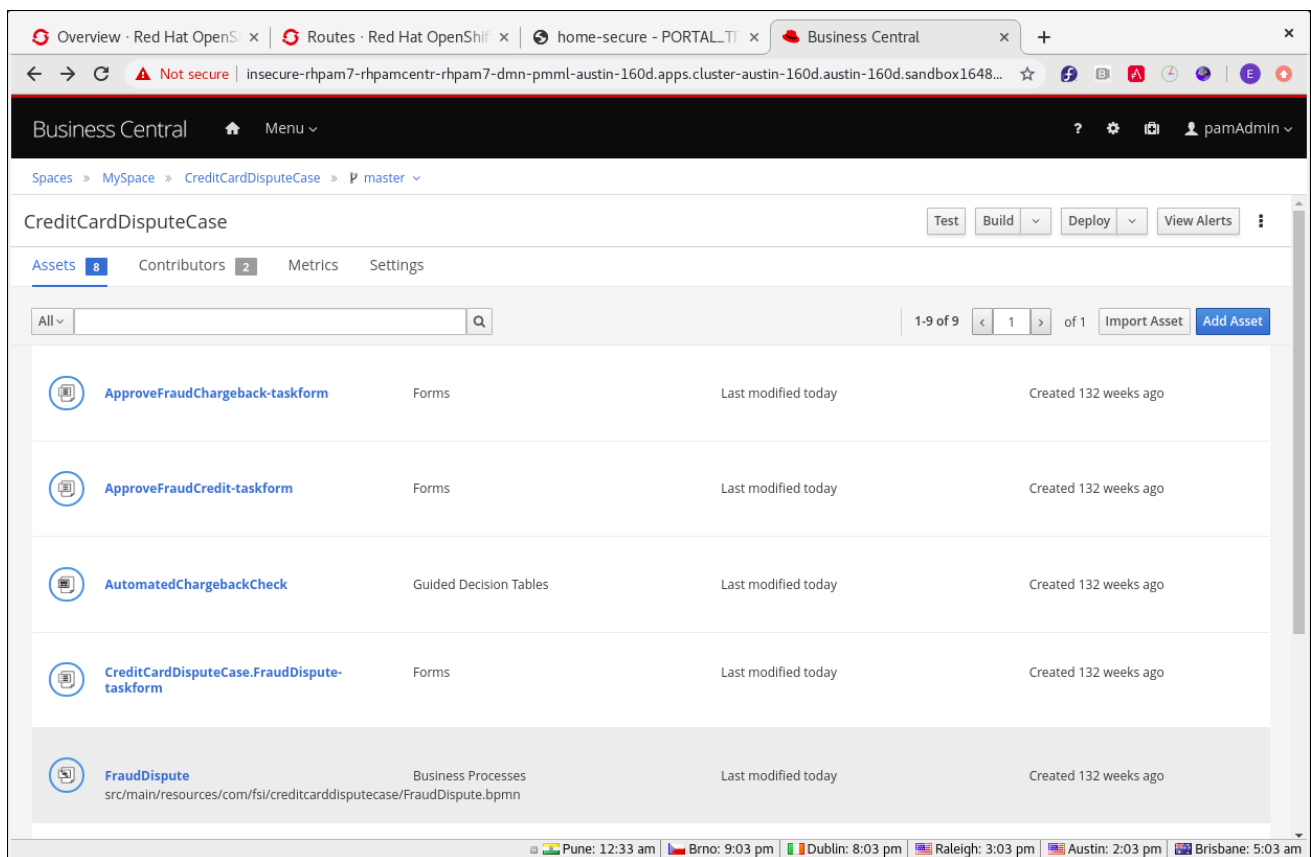 Overview · Red Hat OpenS
Routes · Red Hat OpenShif
home-secure - PORTAL_TI
Business Central
Not secure
insecure-rhpam7-rhpamcentr-rhpam7-dmn-pmml-austin-160d.apps.cluster-austin-160d.austin-160d.sandbox1648...
E
Business Central
Menu
?
pamAdmin
Spaces » MySpace » CreditCardDisputeCase » master
CreditCardDisputeCase
Test
Build
Deploy
View Alerts
Assets 8
Contributors 2
Metrics
Settings
All
1-9 of 9
< 1 > of 1
Import Asset
Add Asset
ApproveFraudChargeback-taskform Forms Last modified today Created 132 weeks ago
ApproveFraudCredit-taskform Forms Last modified today Created 132 weeks ago
AutomatedChargebackCheck Guided Decision Tables Last modified today Created 132 weeks ago
CreditCardDisputeCase.FraudDispute- Forms Last modified today Created 132 weeks ago
taskform
FraudDispute Business Processes Last modified today Created 132 weeks ago
src/main/resources/com/fsi/creditcarddisputecase/FraudDispute.bpmn
Pune: 12:33 am | Brno: 9:03 pm | Dublin: 8:03 pm | Raleigh: 3:03 pm | Austin: 2:03 pm | Brisbane: 5:03 am